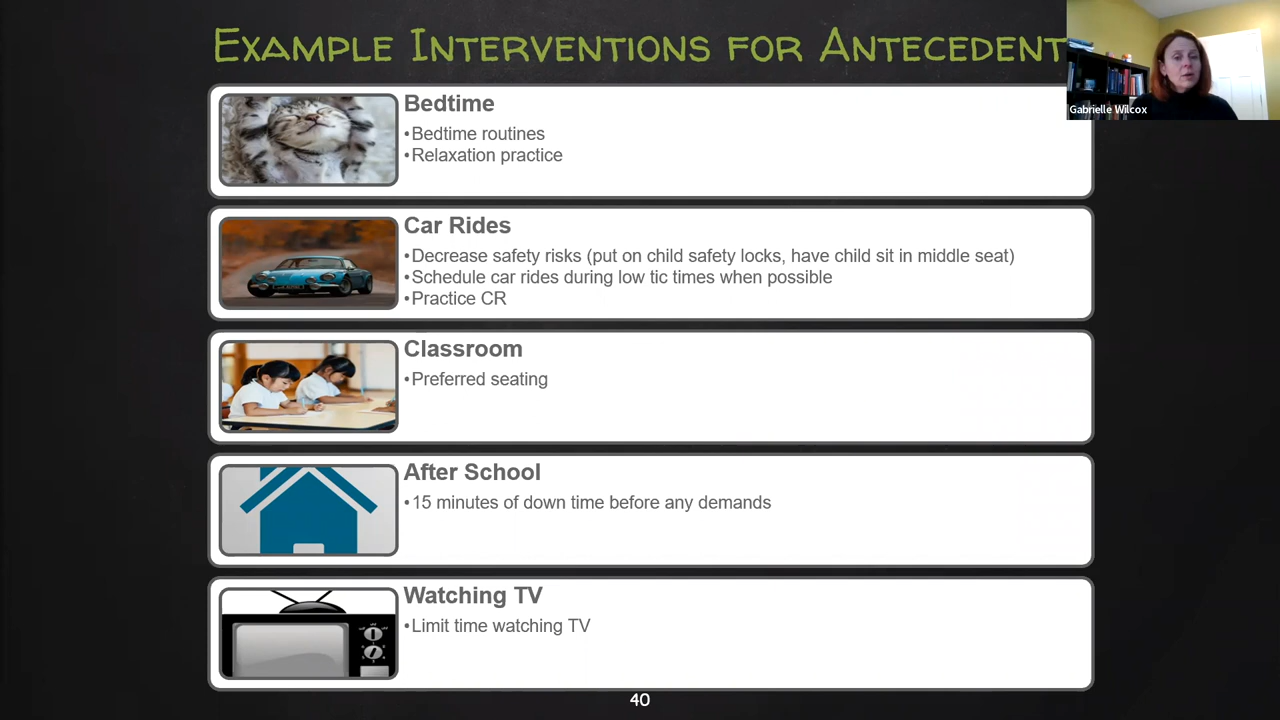 Example Interventions for Antecedent
Gabrielle Wilcox
Bedtime
•Bedtime routines
•Relaxation practice
Car Rides
•Decrease safety risks (put on child safety locks, have child sit in middle seat)
•Schedule car rides during low tic times when possible
•Practice CR
Classroom
•Preferred seating
After School
•15 minutes of down time before any demands
Watching TV
•Limit time watching TV
40